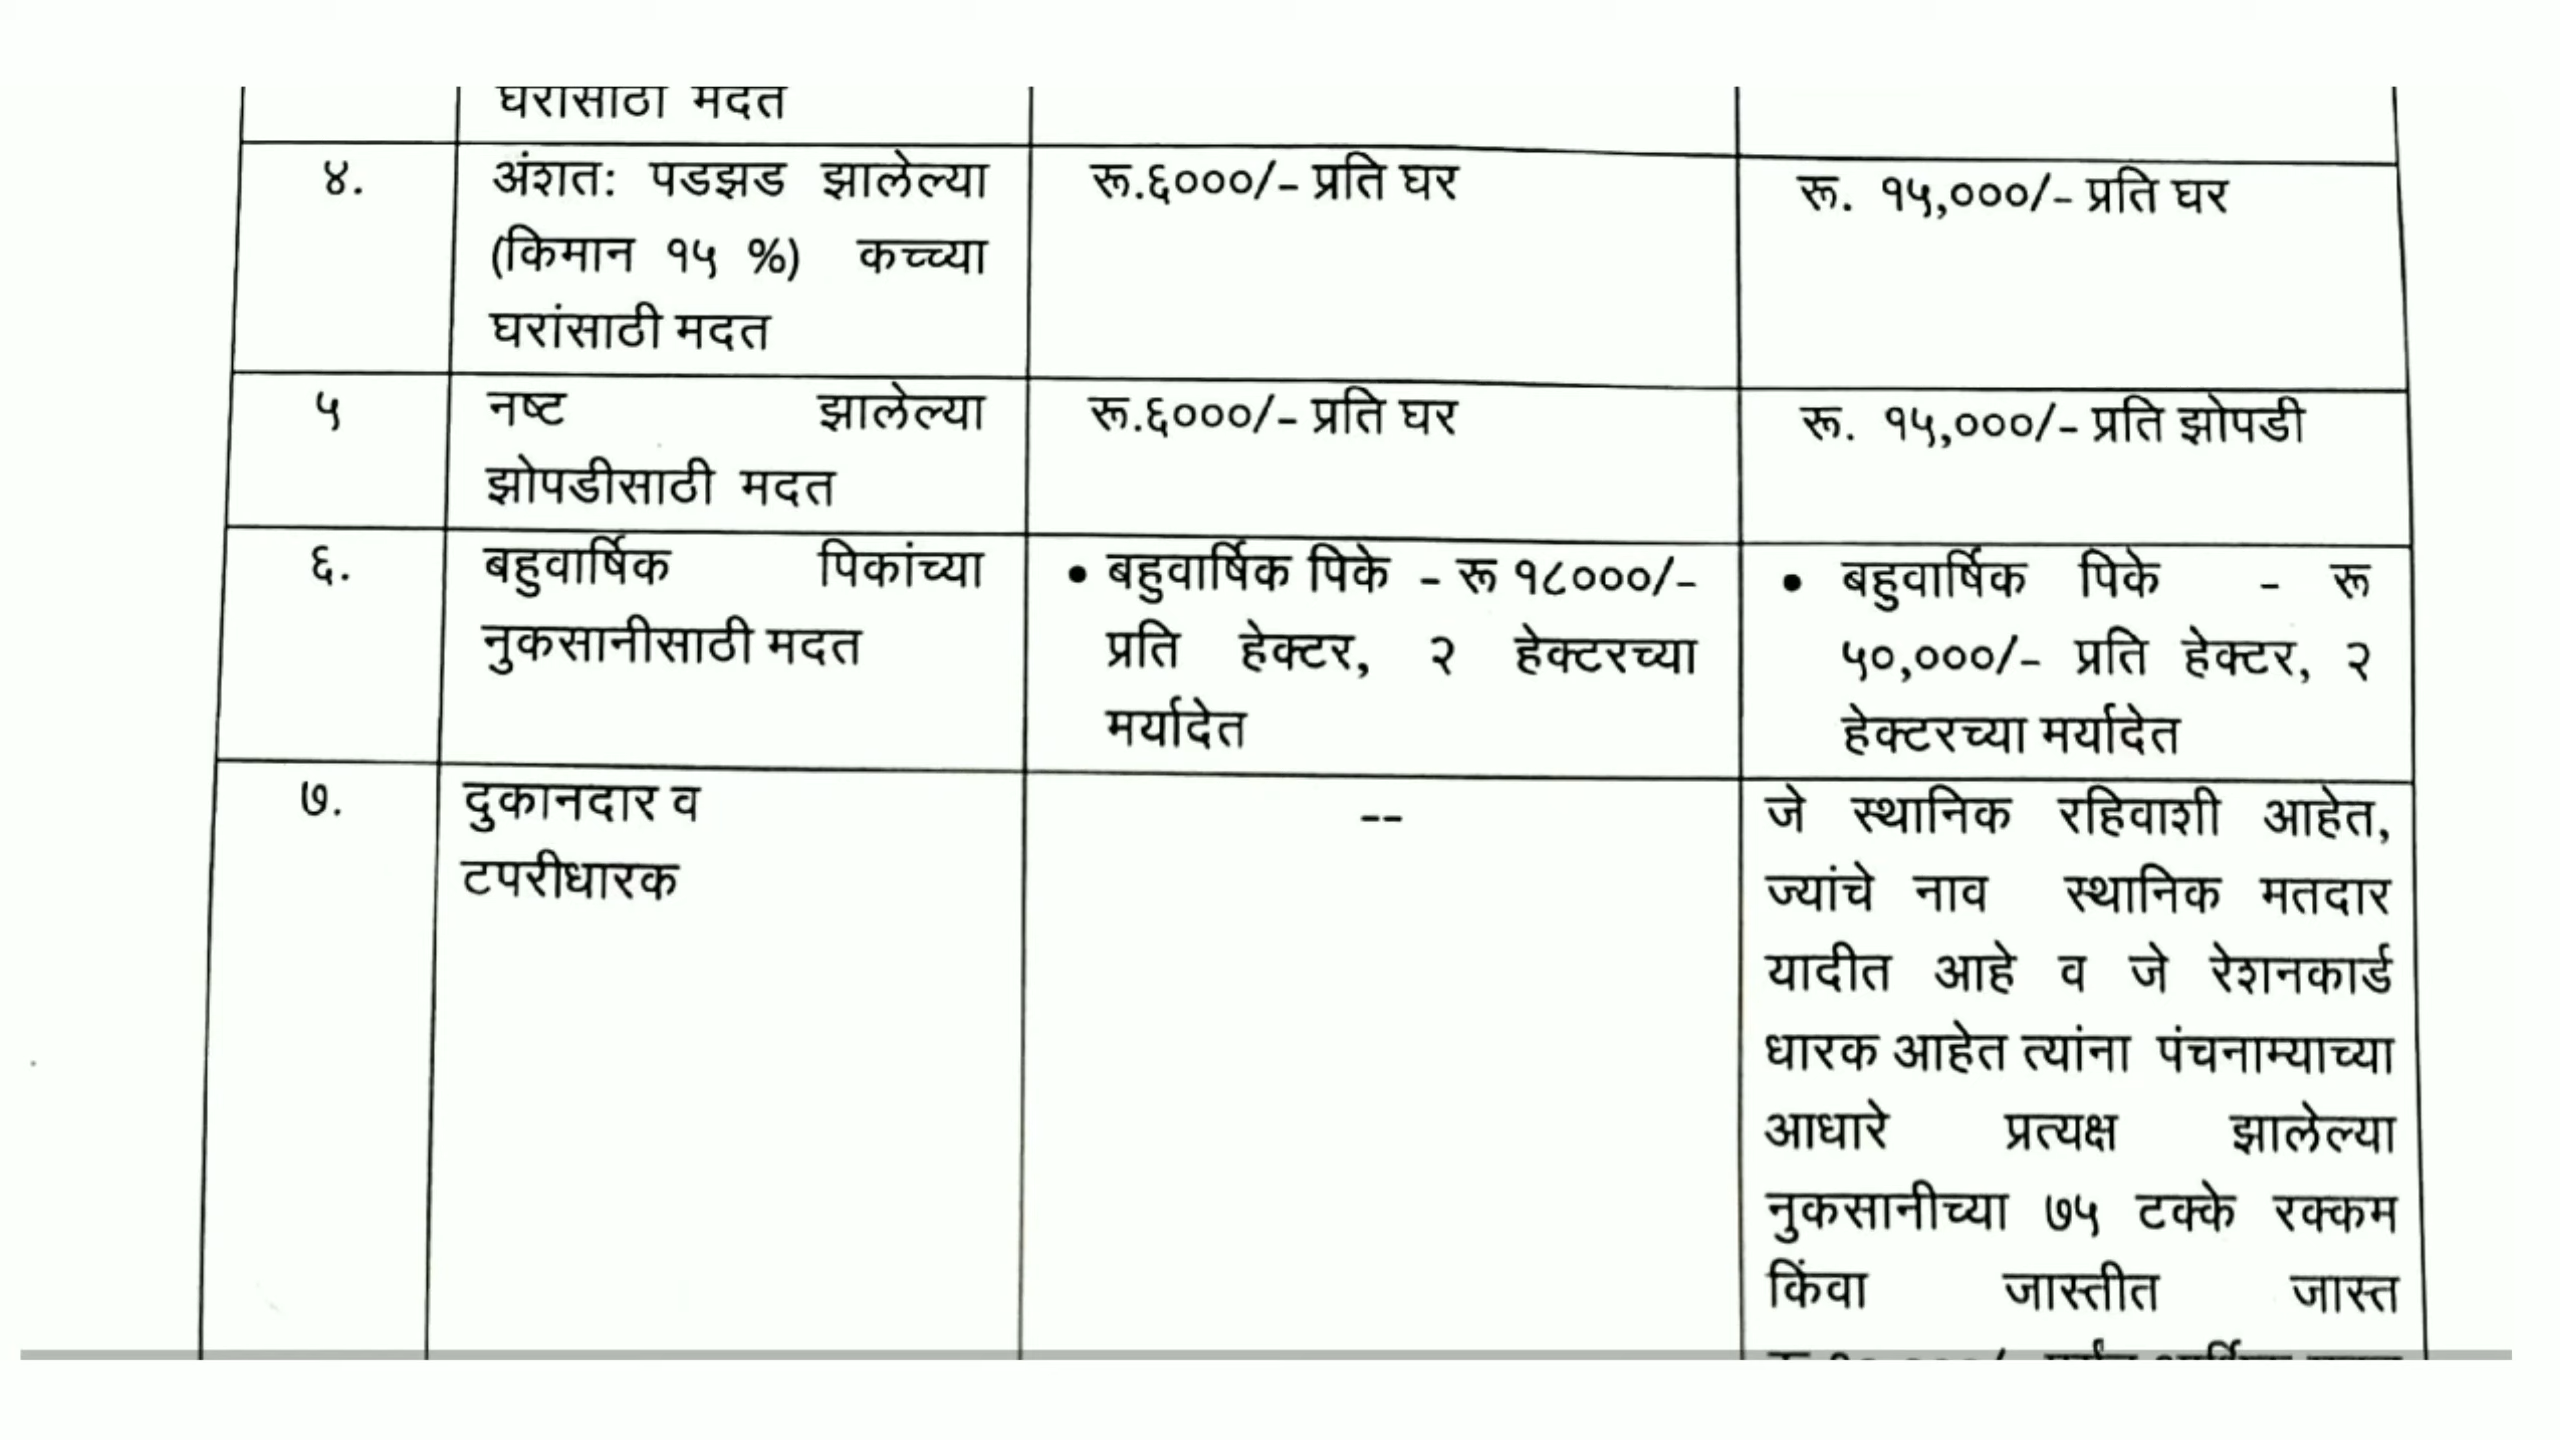 घरांसाठी मदत
४. अंशत: पडझड झालेल्या रू.६०००/- प्रति घर रू. १५,०००/- प्रति घर
(किमान १५ %) कच्च्या
घरांसाठी मदत
५ नष्ट झालेल्या रू.६०००/- प्रति घर रू. १५,०००/- प्रति झोपडी
झोपडीसाठी मदत
६. बहुवार्षिक पिकांच्या • बहुवार्षिक पिके - रू १८०००/- • बहुवार्षिक पिके - रू
नुकसानीसाठी मदत प्रति हेक्टर, २ हेक्टरच्या ५०,०००/- प्रति हेक्टर, २
मर्यादेत हेक्टरच्या मर्यादेत
७. दुकानदार व -- जे स्थानिक रहिवाशी आहेत,
टपरीधारक ज्यांचे नाव स्थानिक मतदार
यादीत आहे व जे रेशनकार्ड
धारक आहेत त्यांना पंचनाम्याच्या
आधारे प्रत्यक्ष झालेल्या
नुकसानीच्या ७५ टक्के रक्कम
किंवा जास्तीत जास्त